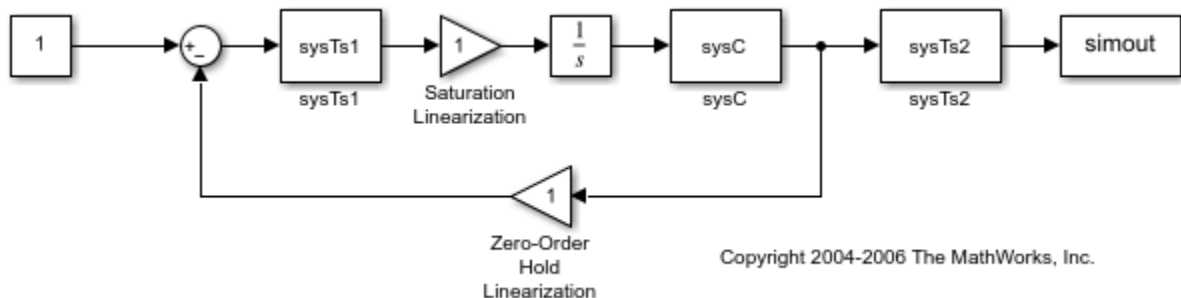 1
+
−
sysTs1
sysTs1
1
Saturation
Linearization
1
s
sysC
sysC
sysTs2
sysTs2
simout
1
Zero-Order
Hold
Linearization
Copyright 2004-2006 The MathWorks, Inc.